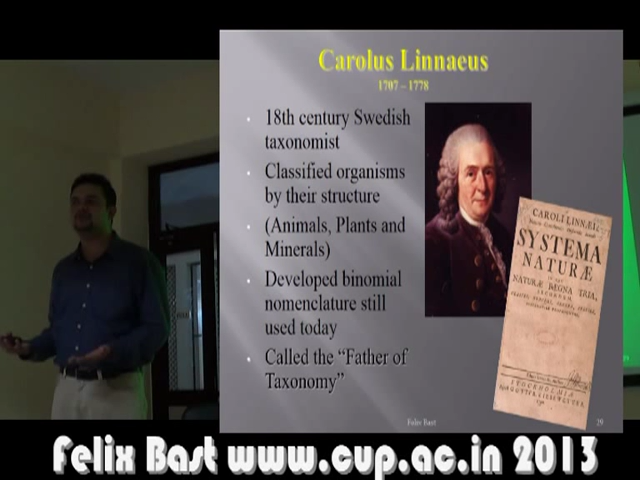 Carolus Linnaeus
1707 – 1778
• 18th century Swedish
taxonomist
• Classified organisms
by their structure
• (Animals, Plants and
Minerals)
• Developed binomial
nomenclature still
used today
• Called the “Father of
Taxonomy”
CAROLI LINNÆI,
SYSTEMA
NATURÆ
NATURÆ REGNA TRIA,
Felix Bast
29
Felix Bast www.cup.ac.in 2013